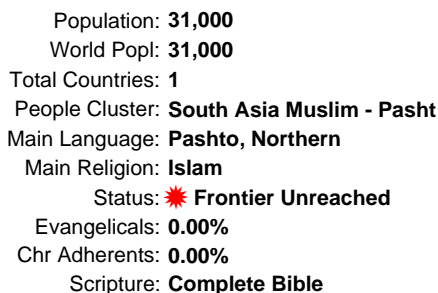 Population: 31,000
World Popl: 31,000
Total Countries: 1
People Cluster: South Asia Muslim - Pasht
Main Language: Pashto, Northern
Main Religion: Islam
Status: Frontier Unreached
Evangelicals: 0.00%
Chr Adherents: 0.00%
Scripture: Complete Bible